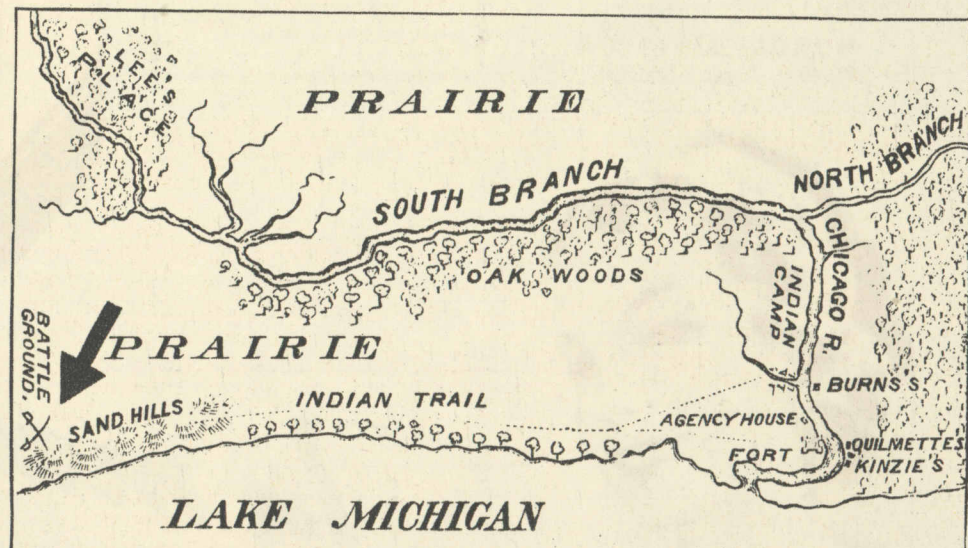 LEE'S
PLACE
PRAIRIE
SOUTH BRANCH
NORTH BRANCH
CHICAGO R.
OAK WOODS
INDIAN
CAMP
BATTLE
GROUND,
PRAIRIE
SAND HILLS
INDIAN TRAIL
BURNS'S
AGENCY HOUSE
FORT
QUILMETTES
KINZIE'S
LAKE MICHIGAN